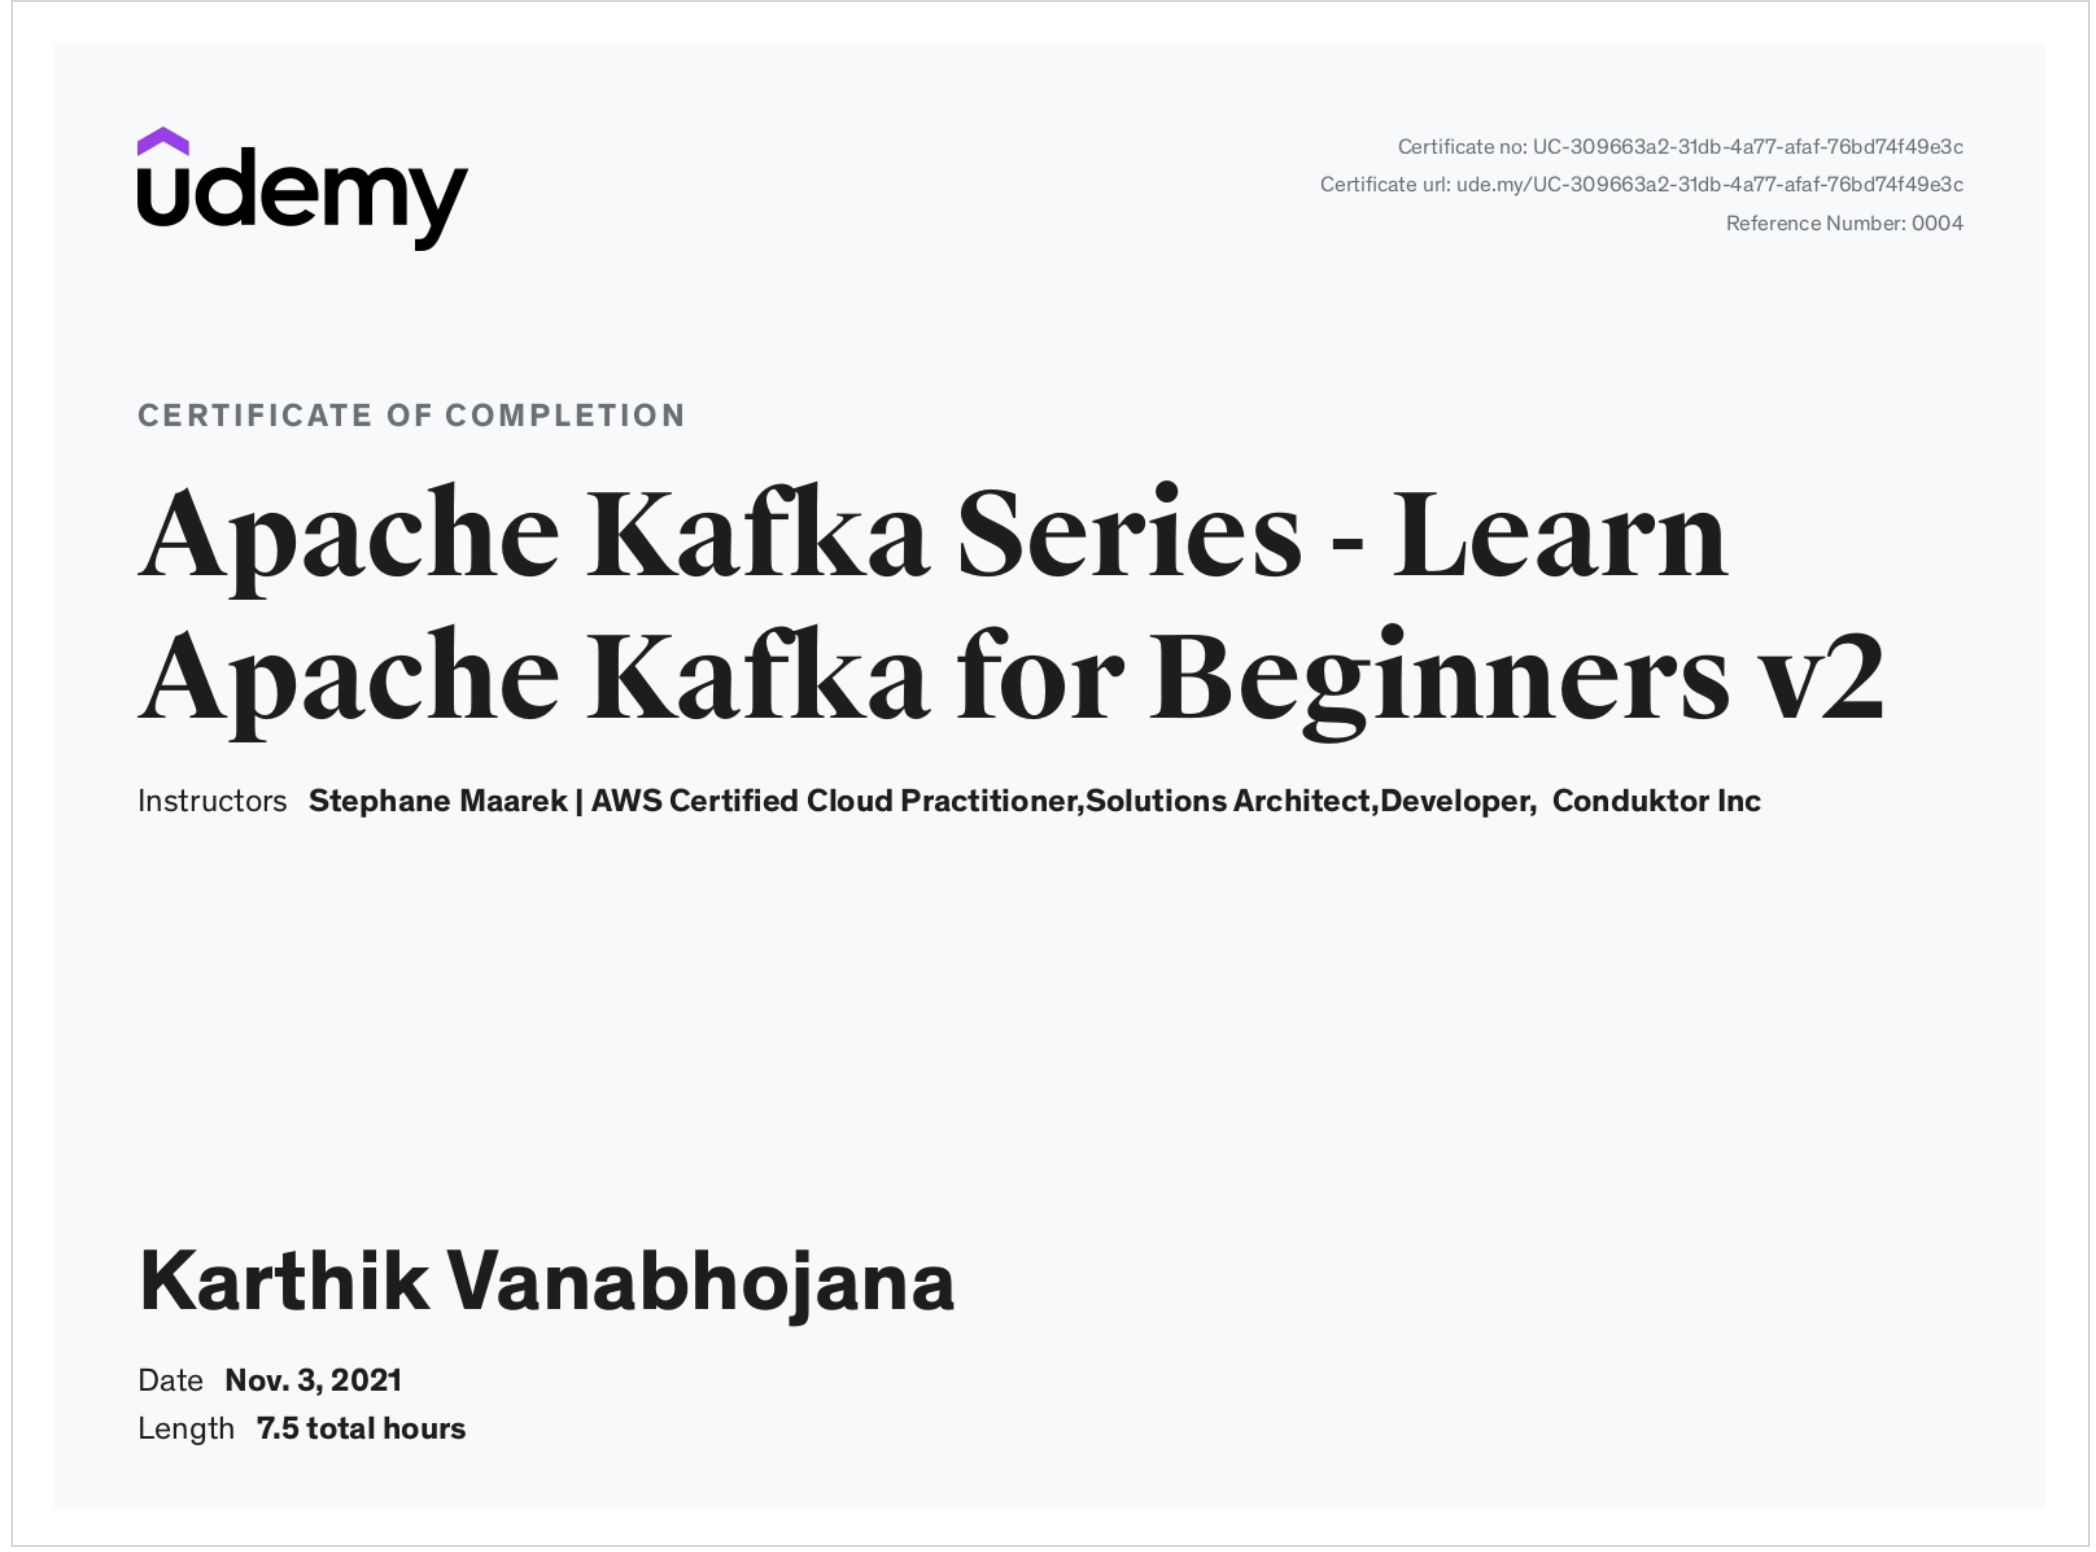 udemy
Certificate no: UC-309663a2-31db-4a77-afaf-76bd74f49e3c
Certificate url: ude.my/UC-309663a2-31db-4a77-afaf-76bd74f49e3c
Reference Number: 0004
CERTIFICATE OF COMPLETION
Apache Kafka Series - Learn
Apache Kafka for Beginners v2
Instructors Stephane Maarek | AWS Certified Cloud Practitioner,Solutions Architect,Developer, Conduktor Inc
Karthik Vanabhojana
Date Nov. 3, 2021
Length 7.5 total hours